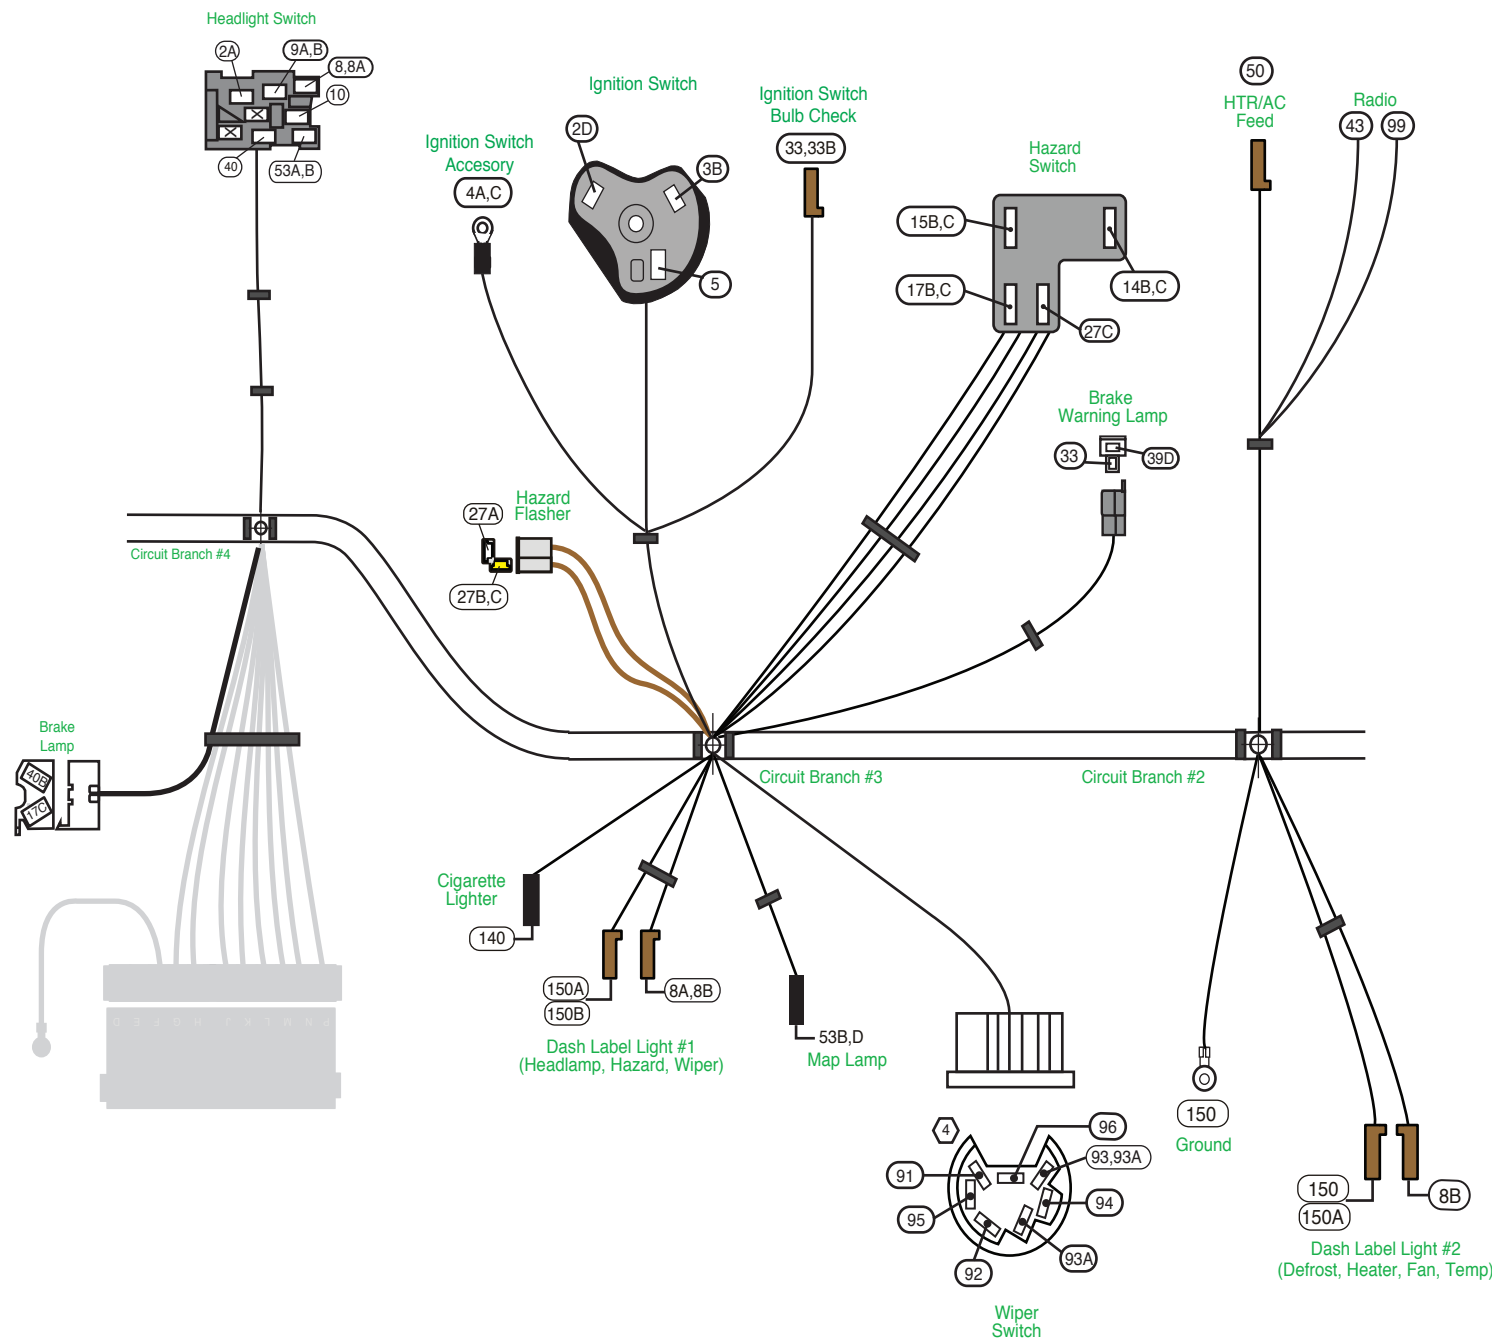 Headlight Switch
2A
9A,B
8,8A
10
40
53A,B
Ignition Switch
2D
3B
5
Ignition Switch
Accesory
4A,C
Ignition Switch
Bulb Check
33,33B
Hazard
Switch
15B,C
17B,C
14B,C
27C
50
HTR/AC
Feed
Radio
43
99
Brake
Warning Lamp
33
39D
Hazard
Flasher
27A
27B,C
Circuit Branch #4
Brake
Lamp
40B
17C
Circuit Branch #3
Circuit Branch #2
Cigarette
Lighter
140
150A
150B
8A,8B
Dash Label Light #1
(Headlamp, Hazard, Wiper)
53B,D
Map Lamp
D E F G H J K L M N P
4
96
93,93A
91
94
95
93A
92
Wiper
Switch
150
Ground
150
150A
8B
Dash Label Light #2
(Defrost, Heater, Fan, Temp)